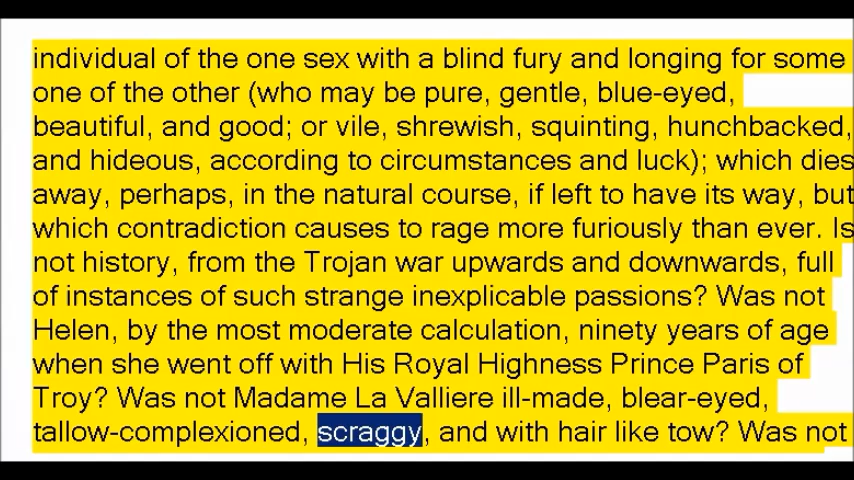 individual of the one sex with a blind fury and longing for some
one of the other (who may be pure, gentle, blue-eyed,
beautiful, and good; or vile, shrewish, squinting, hunchbacked,
and hideous, according to circumstances and luck); which dies
away, perhaps, in the natural course, if left to have its way, but
which contradiction causes to rage more furiously than ever. Is
not history, from the Trojan war upwards and downwards, full
of instances of such strange inexplicable passions? Was not
Helen, by the most moderate calculation, ninety years of age
when she went off with His Royal Highness Prince Paris of
Troy? Was not Madame La Valliere ill-made, blear-eyed,
tallow-complexioned, scraggy, and with hair like tow? Was not